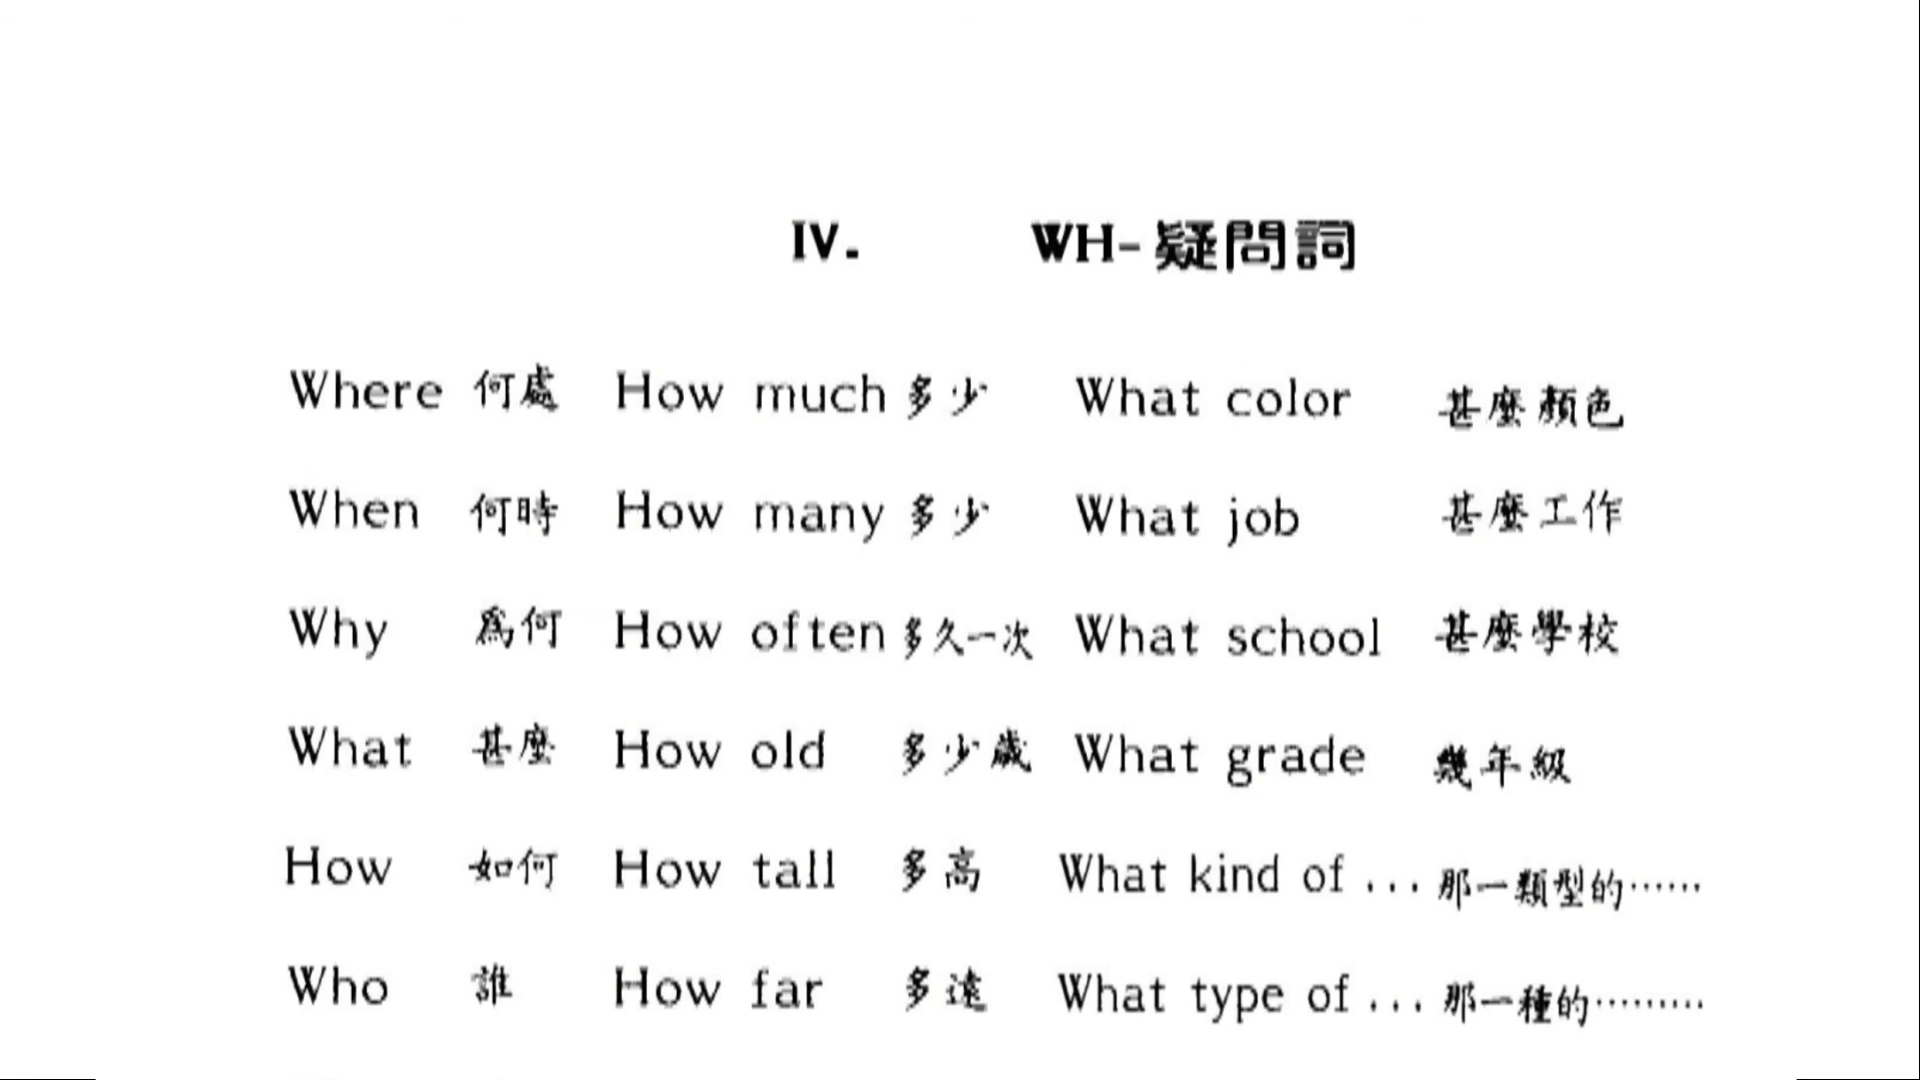 IV. WH-疑問詞
Where 何處 How much 多少 What color 甚麼顏色
When 何時 How many 多少 What job 甚麼工作
Why 爲何 How often 多久一次 What school 甚麼學校
What 甚麼 How old 多少歲 What grade 幾年級
How 如何 How tall 多高 What kind of ... 那一類型的······
Who 誰 How far 多遠 What type of ... 那一種的·········